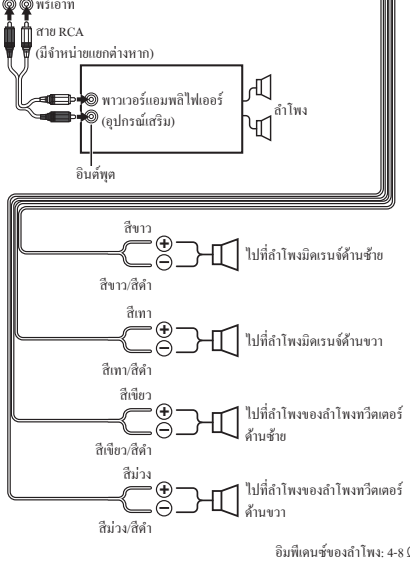 พรีเอาท์
สาย RCA
(มีจำหน่ายแยกต่างหาก)
พาวเวอร์แอมพลิไฟเออร์
(อุปกรณ์เสริม)
ลำโพง
อินต์พุต
สีขาว
ไปที่ลำโพงมิดเรนจ์ด้านซ้าย
สีขาว/สีดำ
สีเทา
ไปที่ลำโพงมิดเรนจ์ด้านขวา
สีเทา/สีดำ
สีเขียว
ไปที่ลำโพงของลำโพงทวีตเตอร์
ด้านซ้าย
สีเขียว/สีดำ
สีม่วง
ไปที่ลำโพงของลำโพงทวีตเตอร์
ด้านขวา
สีม่วง/สีดำ
อิมพีเดนซ์ของลำโพง: 4-8 Ω